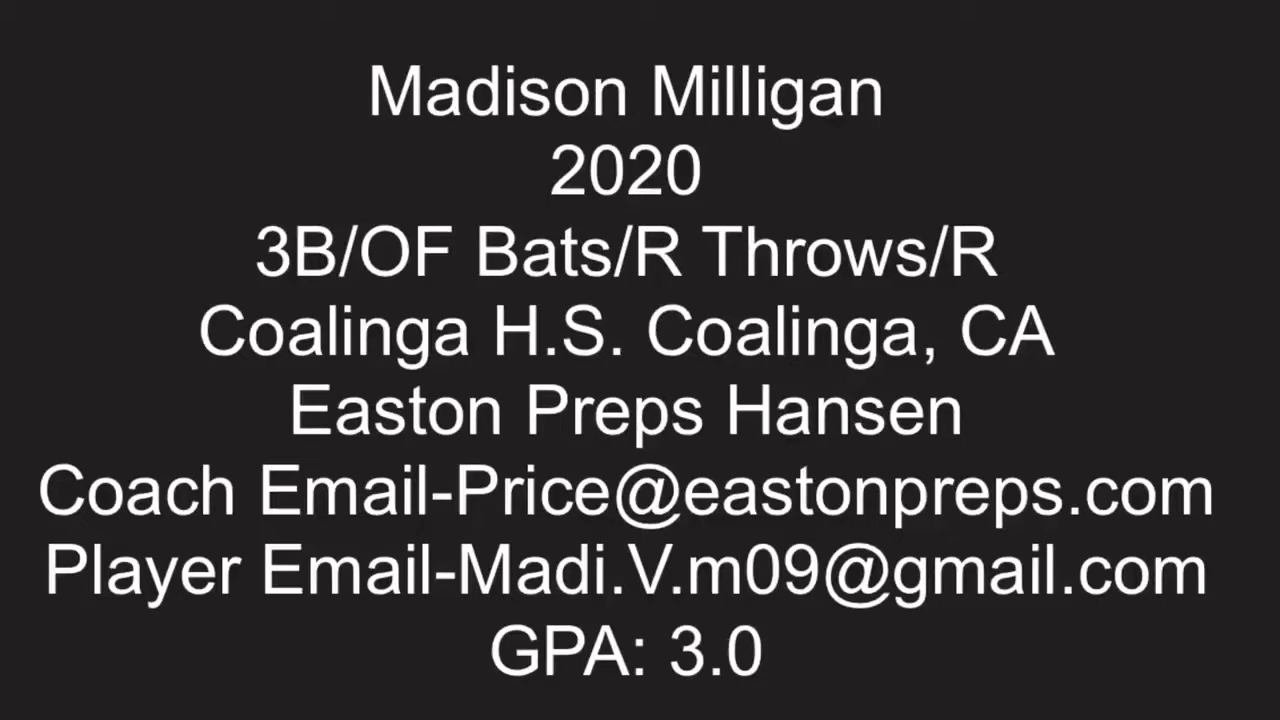 Madison Milligan
2020
3B/OF Bats/R Throws/R
Coalinga H.S. Coalinga, CA
Easton Preps Hansen
Coach Email-Price@eastonpreps.com
Player Email-Madi.V.m09@gmail.com
GPA: 3.0